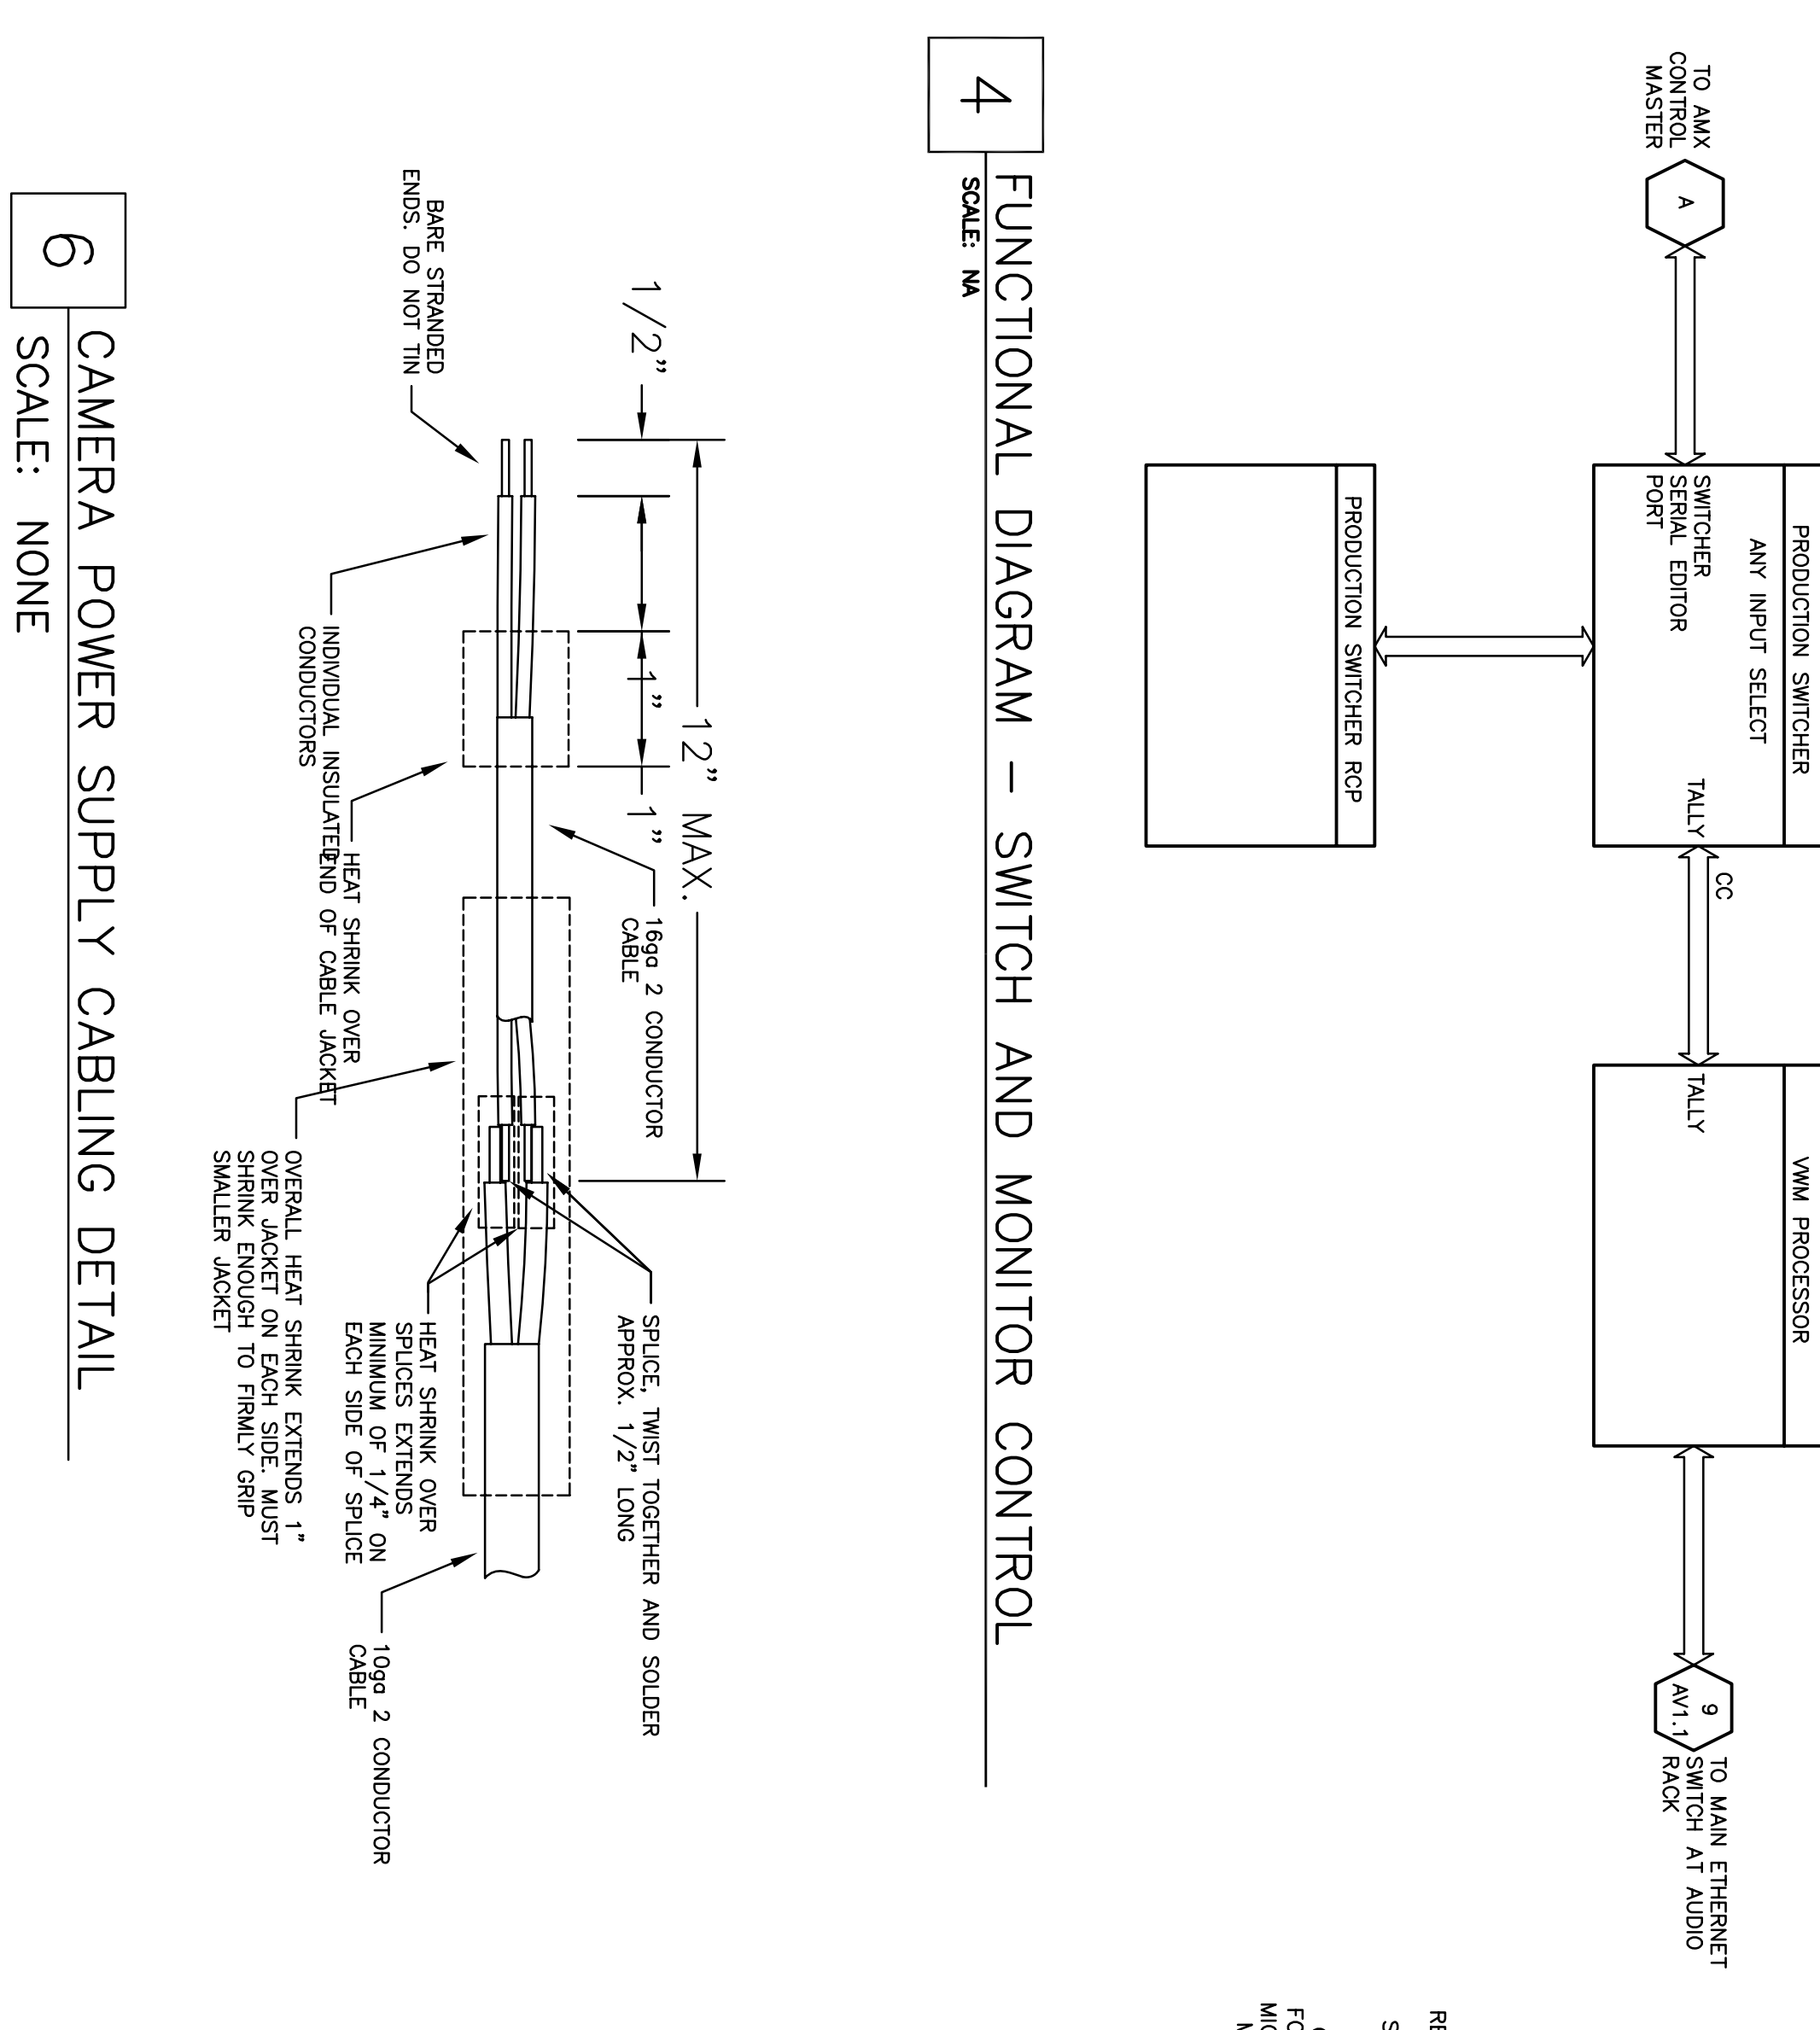 PRODUCTION SWITCHER
ANY INPUT SELECT
SWITCHER
SERIAL EDITOR
PORT
TALLY
TO AMX
CONTROL
MASTER
A
CC
VWM PROCESSOR
TALLY
9
AV1.1
TO MAIN ETHERNET
SWITCH AT AUDIO
RACK
PRODUCTION SWITCHER RCP
4
FUNCTIONAL DIAGRAM - SWITCH AND MONITOR CONTROL
SCALE: NA
12" MAX.
1/2"
1"
1"
16ga 2 CONDUCTOR
CABLE
SPLICE, TWIST TOGETHER AND SOLDER
APPROX. 1/2" LONG
BARE STRANDED
ENDS. DO NOT TIN
INDIVIDUAL INSULATED
CONDUCTORS
HEAT SHRINK OVER
END OF CABLE JACKET
HEAT SHRINK OVER
SPLICES EXTENDS
MINIMUM OF 1/4" ON
EACH SIDE OF SPLICE
10ga 2 CONDUCTOR
CABLE
OVERALL HEAT SHRINK EXTENDS 1"
OVER JACKET ON EACH SIDE. MUST
SHRINK ENOUGH TO FIRMLY GRIP
SMALLER JACKET
6
CAMERA POWER SUPPLY CABLING DETAIL
SCALE: NONE